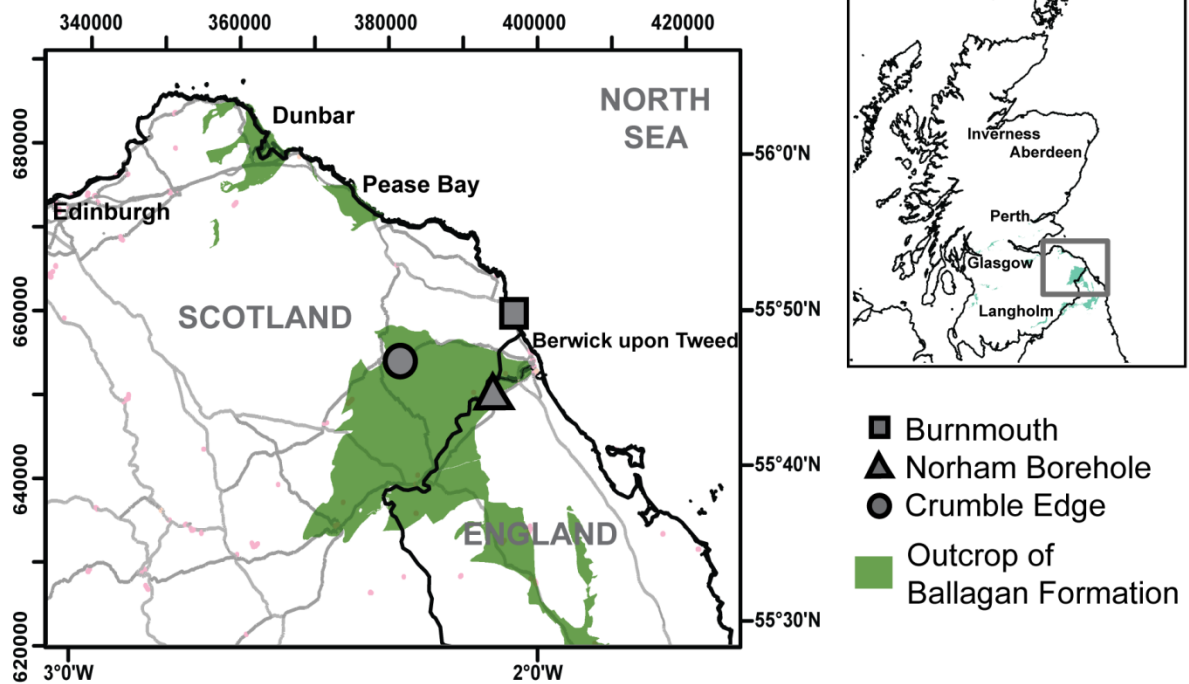 340000
360000
380000
400000
420000
NORTH
SEA
Dunbar
Pease Bay
Edinburgh
SCOTLAND
Berwick upon Tweed
ENGLAND
680000
660000
640000
620000
56°0'N
55°50'N
55°40'N
55°30'N
3°0'W
2°0'W
Inverness
Aberdeen
Perth
Glasgow
Langholm
Burnmouth
Norham Borehole
Crumble Edge
Outcrop of
Ballagan Formation